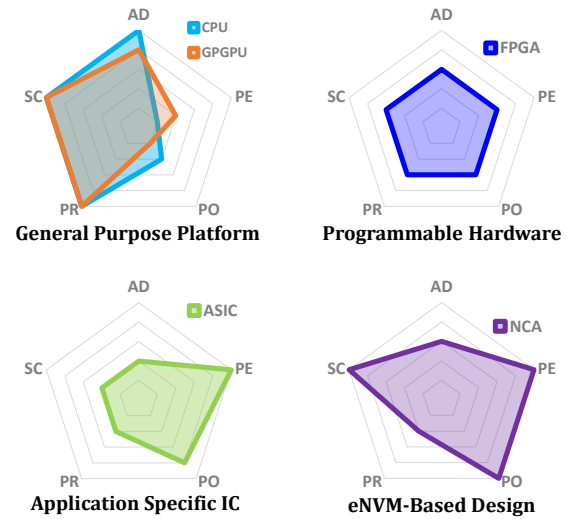 AD
CPU
GPGPU
SC
PE
PR
PO
General Purpose Platform
AD
FPGA
SC
PE
PR
PO
Programmable Hardware
AD
ASIC
SC
PE
PR
PO
Application Specific IC
AD
NCA
SC
PE
PR
PO
eNVM-Based Design